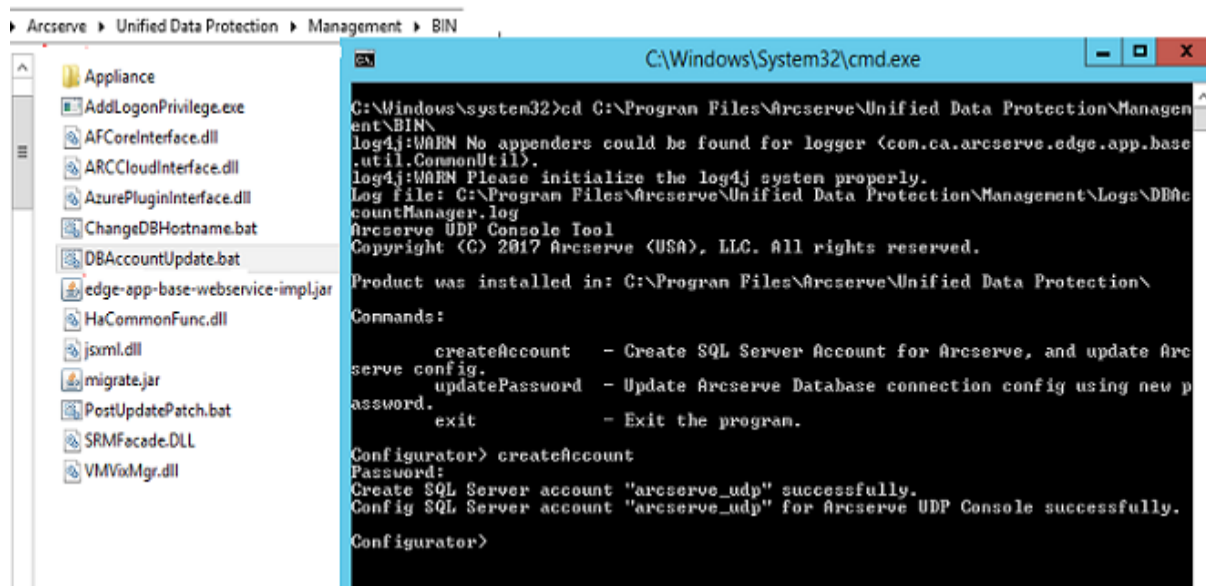 Arcserve ▸ Unified Data Protection ▸ Management ▸ BIN
Appliance
AddLogonPrivilege.exe
AFCoreInterface.dll
ARCCloudInterface.dll
AzurePluginInterface.dll
ChangeDBHostname.bat
DBAccountUpdate.bat
edge-app-base-webservice-impl.jar
HaCommonFunc.dll
jsxml.dll
migrate.jar
PostUpdatePatch.bat
SRMFacade.DLL
VMVixMgr.dll
C:\Windows\System32\cmd.exe
C:\Windows\system32>cd C:\Program Files\Arcserve\Unified Data Protection\Managem
ent\BIN\
log4j:WARN No appenders could be found for logger (com.ca.arcserve.edge.app.base
.util.CommonUtil).
log4j:WARN Please initialize the log4j system properly.
Log file: C:\Program Files\Arcserve\Unified Data Protection\Management\Logs\DBAc
countManager.log
Arcserve UDP Console Tool
Copyright (C) 2017 Arcserve (USA), LLC. All rights reserved.
Product was installed in: C:\Program Files\Arcserve\Unified Data Protection\
Commands:
createAccount - Create SQL Server Account for Arcserve, and update Arc
serve config.
updatePassword - Update Arcserve Database connection config using new p
assword.
exit - Exit the program.
Configurator> createAccount
Password:
Create SQL Server account "arcserve_udp" successfully.
Config SQL Server account "arcserve_udp" for Arcserve UDP Console successfully.
Configurator>